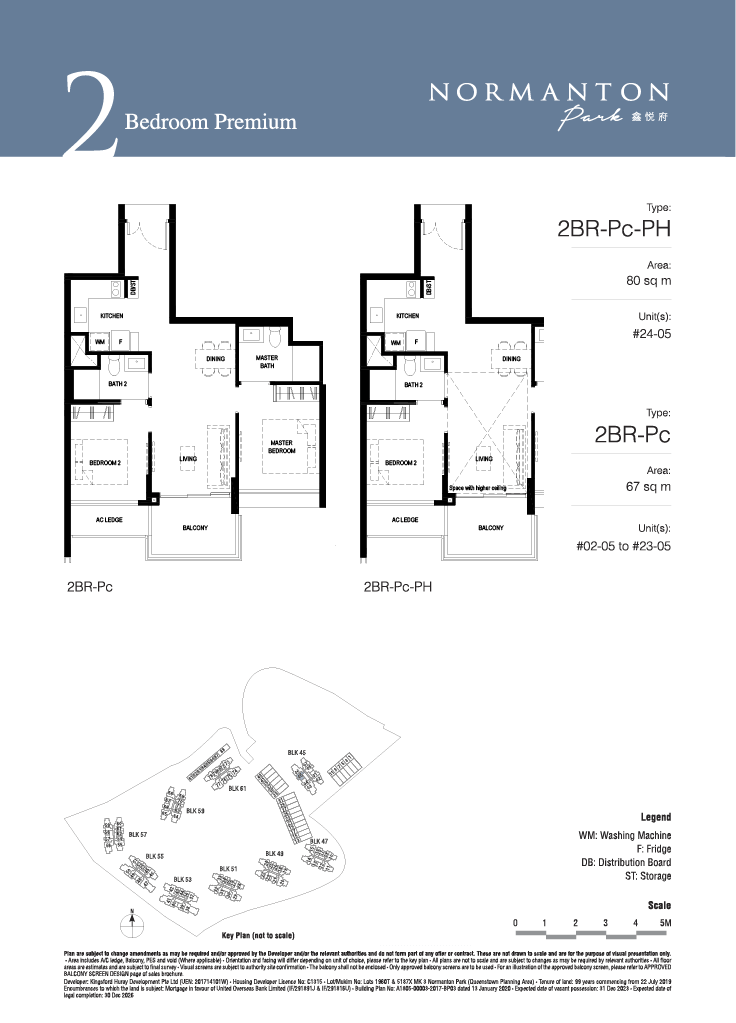 2
Bedroom Premium
NORMANTON
Park 鑫悦府
Type:
2BR-Pc-PH
Area:
80 sq m
Unit(s):
#24-05
Type:
2BR-Pc
Area:
67 sq m
Unit(s):
#02-05 to #23-05
DB/ST
KITCHEN
WM
F
DINING
MASTER
BATH
BATH 2
MASTER
BEDROOM
BEDROOM 2
LIVING
AC LEDGE
BALCONY
2BR-Pc
DB/ST
KITCHEN
WM
F
DINING
BATH 2
BEDROOM 2
LIVING
Space with higher ceiling
AC LEDGE
BALCONY
2BR-Pc-PH
BLK 45
BLK 61
BLK 59
BLK 57
BLK 55
BLK 53
BLK 51
BLK 49
BLK 47
N
Key Plan (not to scale)
Legend
WM: Washing Machine
F: Fridge
DB: Distribution Board
ST: Storage
Scale
0 1 2 3 4 5M
Plan are subject to change amendments as may be required and/or approved by the Developer and/or the relevant authorities and do not form part of any offer or contract. These are not drawn to scale and are for the purpose of visual presentation only.
- Area includes A/C ledge, Balcony, PES and void (Where applicable) - Orientation and facing will differ depending on unit of choice, please refer to the key plan - All plans are not to scale and are subject to changes as may be required by relevant authorities - All floor
areas are estimates and are subject to final survey - Visual screens are subject to authority site confirmation - The balcony shall not be enclosed - Only approved balcony screens are to be used - For an illustration of the approved balcony screen, please refer to APPROVED
BALCONY SCREEN DESIGN page of sales brochure.
Developer: Kingsford Huray Development Pte Ltd (UEN: 201714101W) - Housing Developer Licence No: C1315 - Lot/Mukim No: Lots 1960T & 5187X MK 3 Normanton Park (Queenstown Planning Area) - Tenure of land: 99 years commencing from 22 July 2019
Encumbrances to which the land is subject: Mortgage in favour of United Overseas Bank Limited (IF/291891J & IF/291816U) - Building Plan No: A1805-00003-2017-BP03 dated 13 January 2020 - Expected date of vacant possession: 31 Dec 2023 - Expected date of
legal completion: 30 Dec 2026